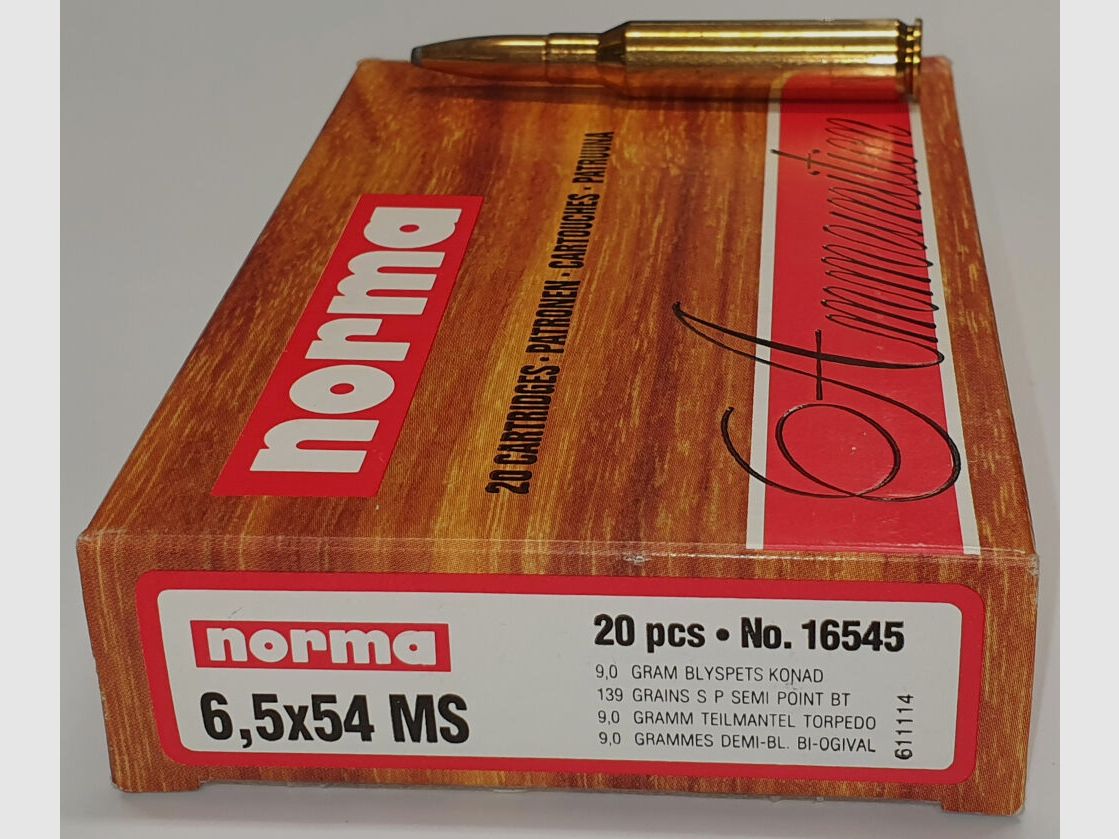 norma
20 CARTRIDGES · PATRONEN · CARTOUCHES · PATRUUNA
Ammunition
norma
6,5x54 MS
20 pcs • No. 16545
9,0 GRAM BLYSPETS KONAD
139 GRAINS S P SEMI POINT BT
9,0 GRAMM TEILMANTEL TORPEDO
9,0 GRAMMES DEMI-BL. BI-OGIVAL
611114